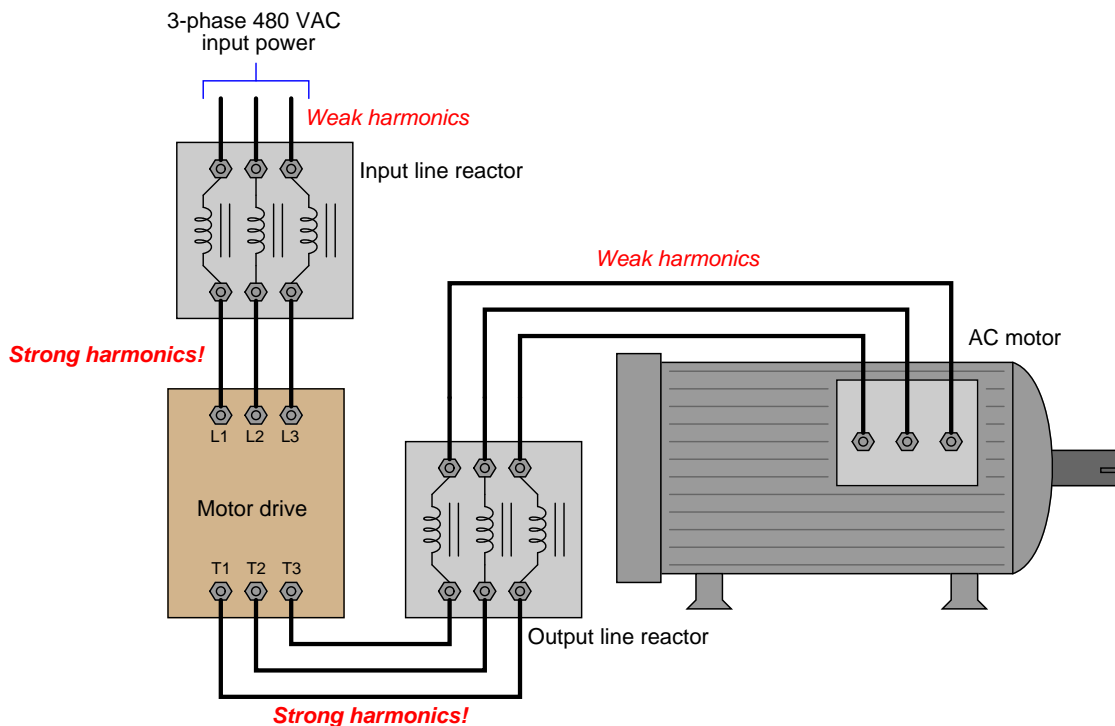 3-phase 480 VAC
input power
Weak harmonics
Input line reactor
Weak harmonics
Strong harmonics!
AC motor
L1 L2 L3
Motor drive
T1 T2 T3
Output line reactor
Strong harmonics!